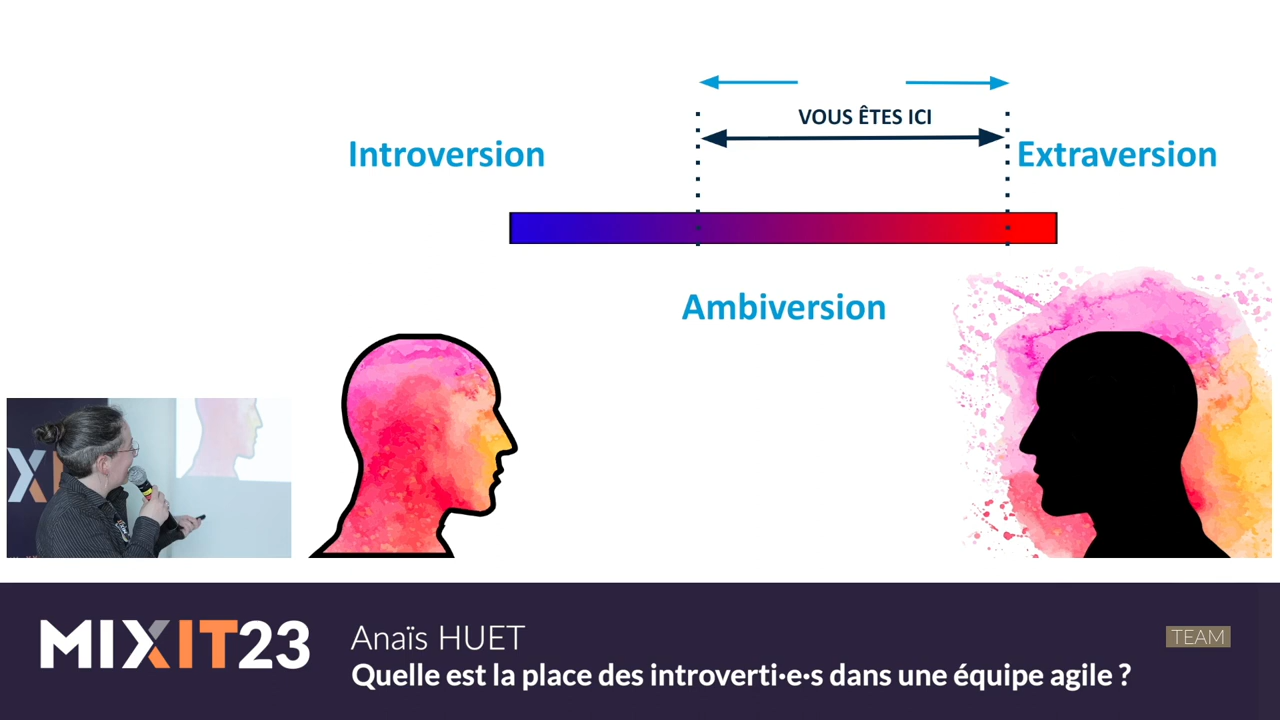 VOUS ÊTES ICI
Introversion
Extraversion
Ambiversion
MIXIT23
Anaïs HUET
TEAM
Quelle est la place des introverti·e·s dans une équipe agile ?